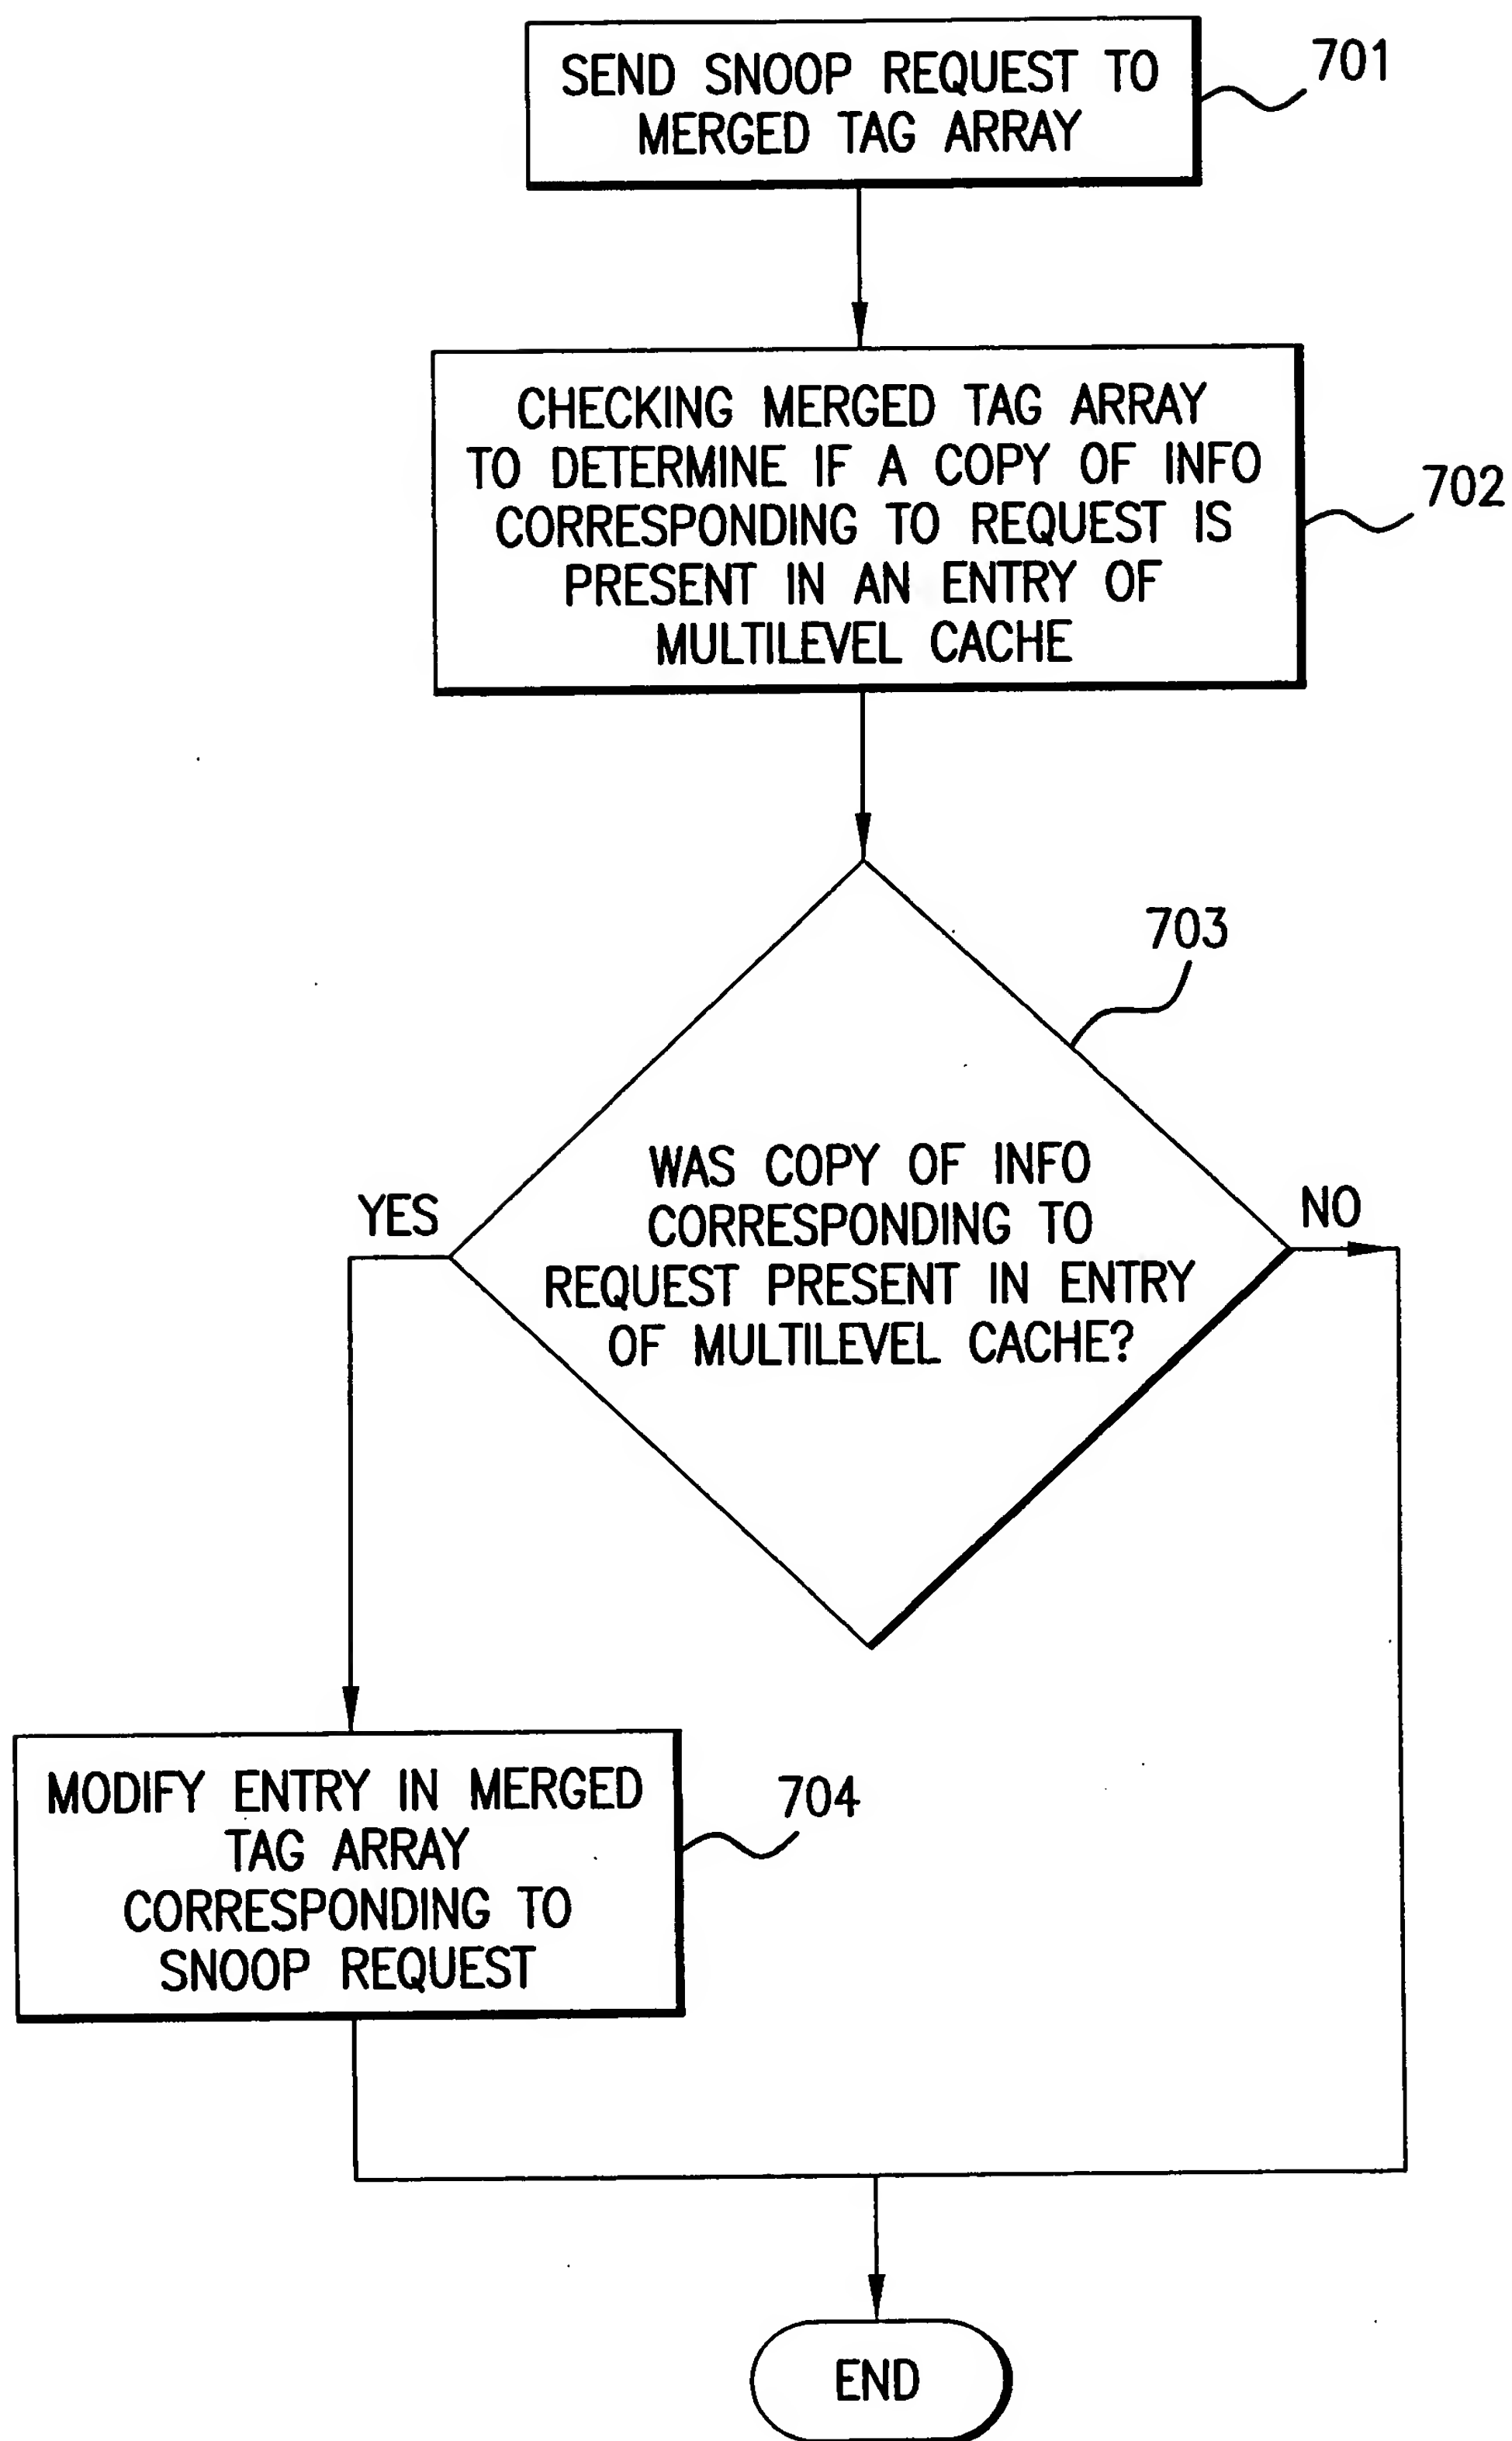 SEND SNOOP REQUEST TO
MERGED TAG ARRAY
701
CHECKING MERGED TAG ARRAY
TO DETERMINE IF A COPY OF INFO
CORRESPONDING TO REQUEST IS
PRESENT IN AN ENTRY OF
MULTILEVEL CACHE
702
703
WAS COPY OF INFO
CORRESPONDING TO
REQUEST PRESENT IN ENTRY
OF MULTILEVEL CACHE?
YES
NO
MODIFY ENTRY IN MERGED
TAG ARRAY
CORRESPONDING TO
SNOOP REQUEST
704
END